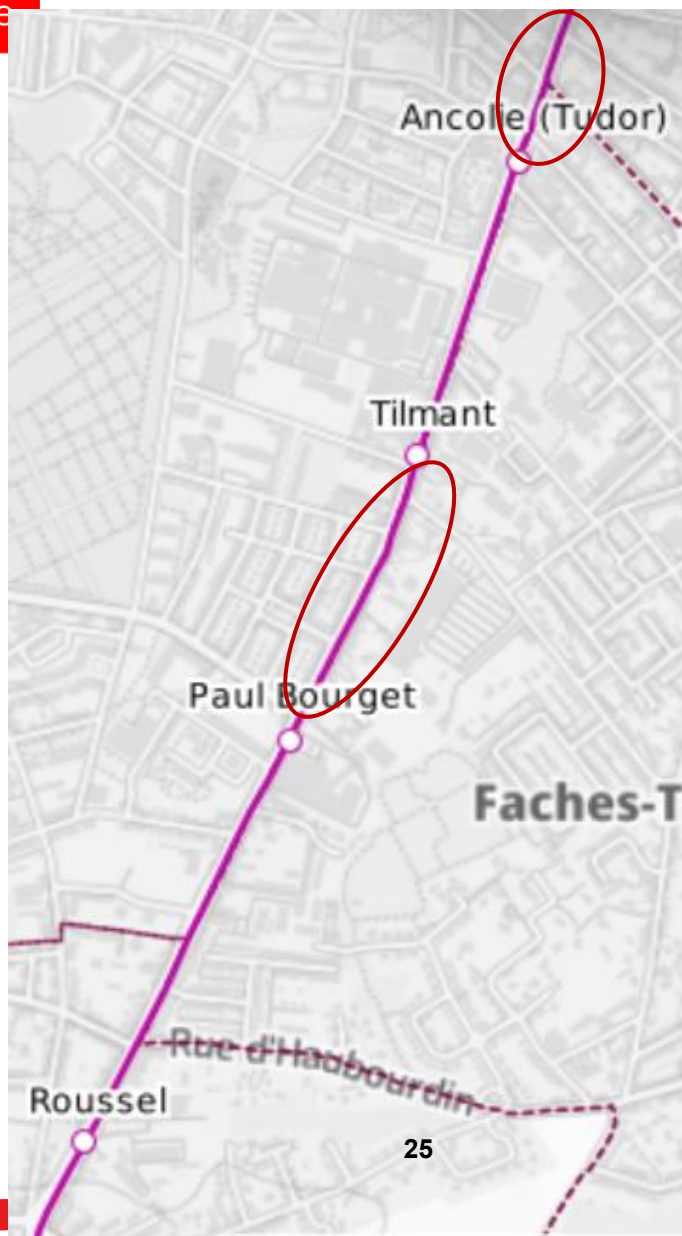 e
Ancolie (Tudor)
Tilmant
Paul Bourget
Faches-T
Rue d'Haubourdin
Roussel
25